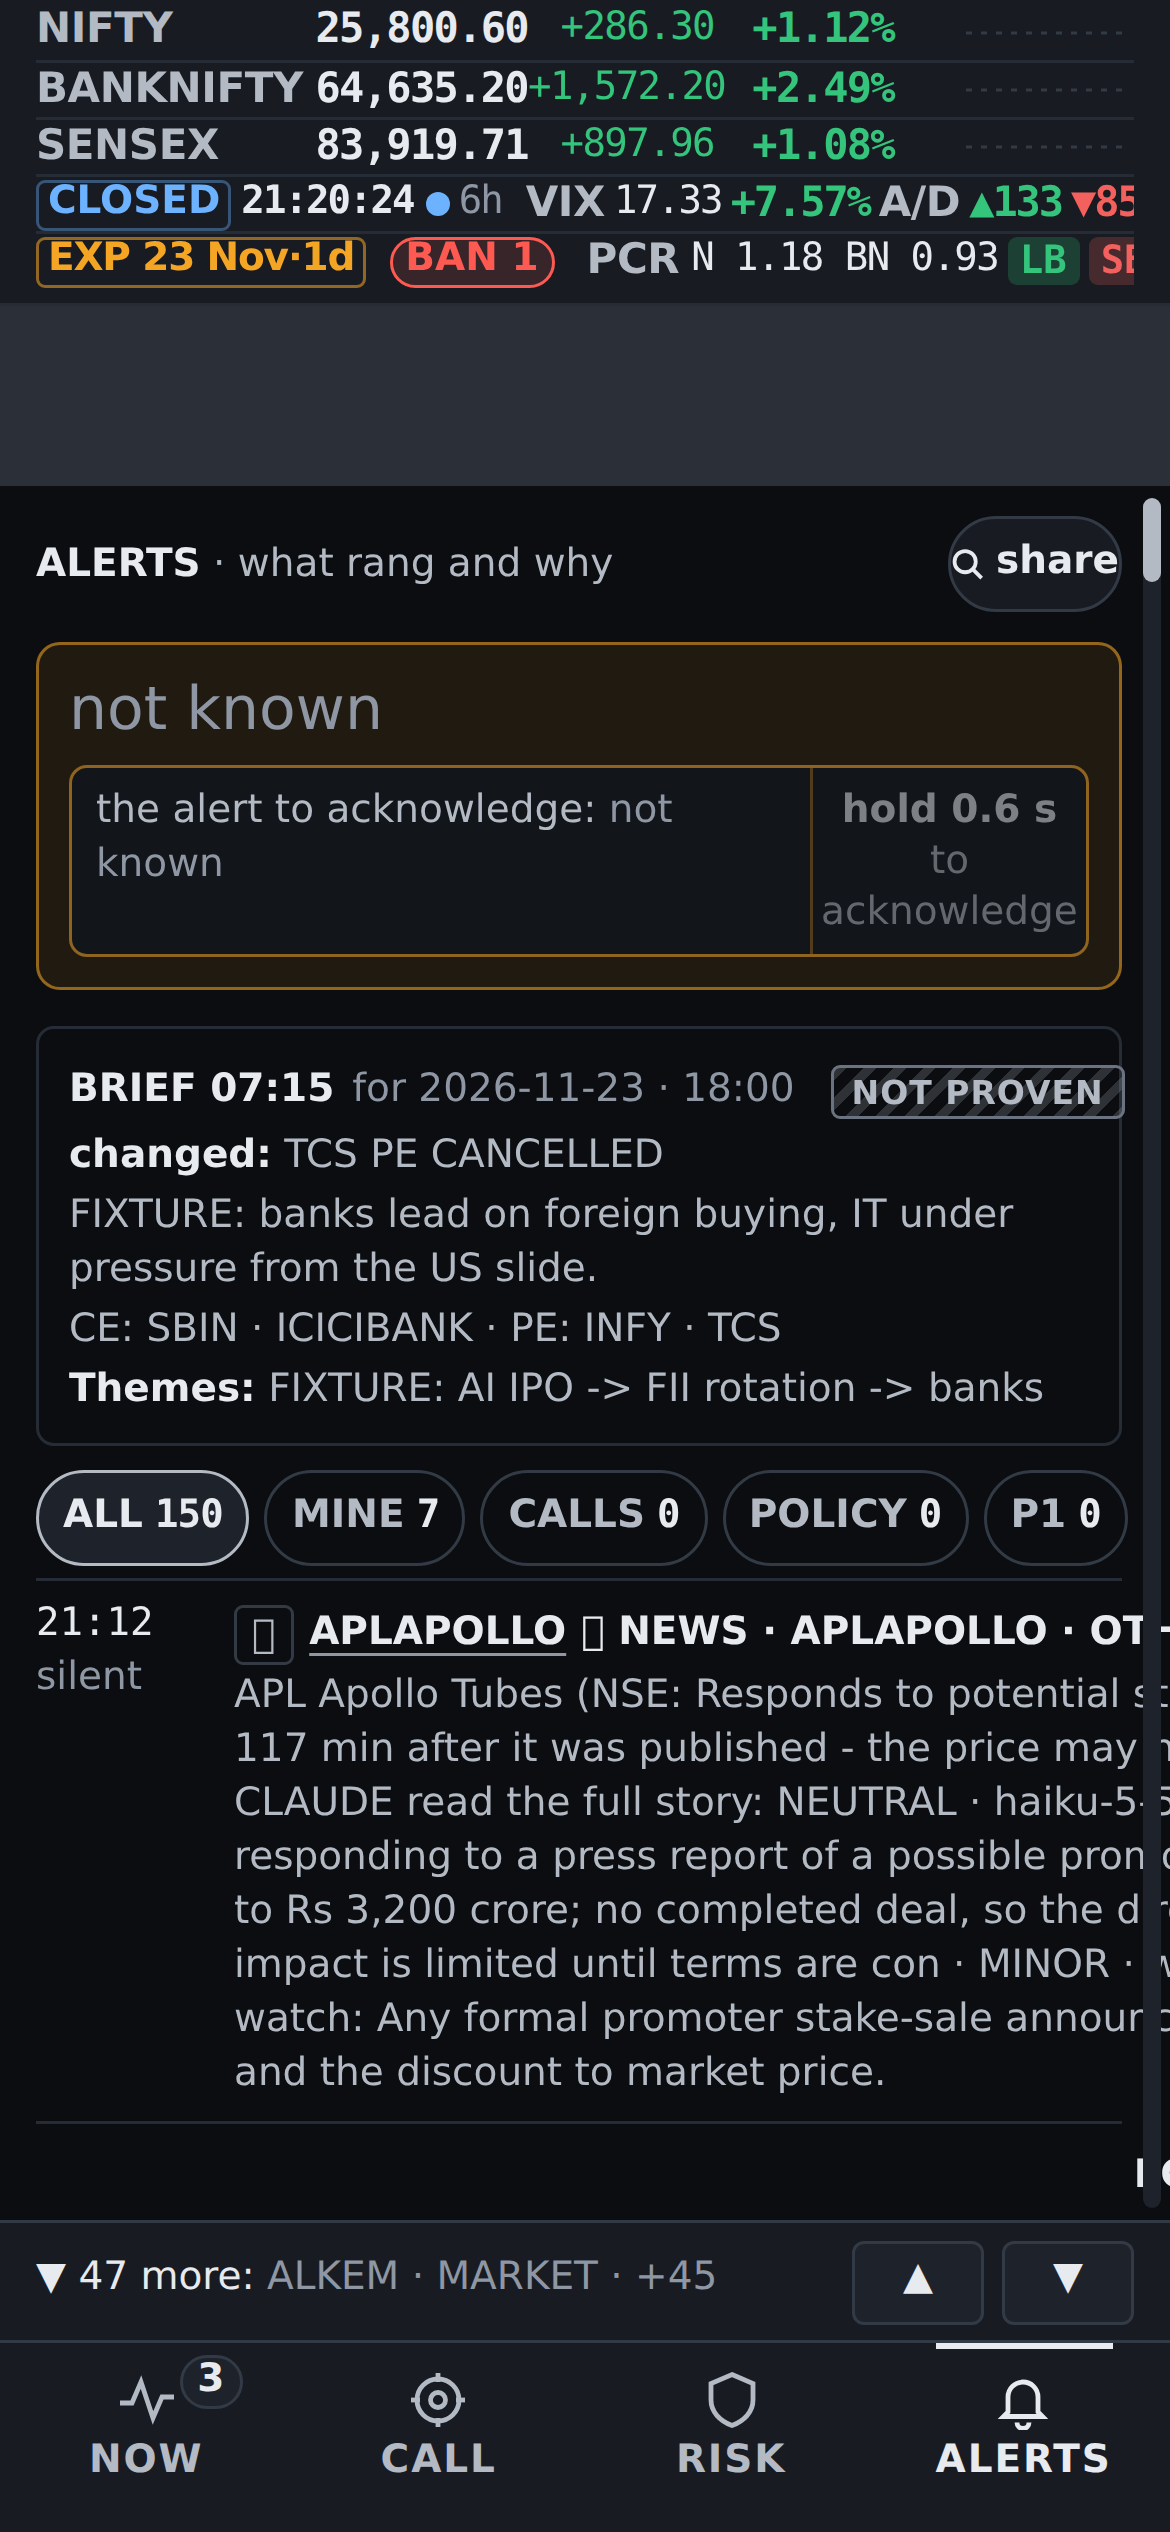 NIFTY 25,800.60 +286.30 +1.12%
BANKNIFTY 64,635.20 +1,572.20 +2.49%
SENSEX 83,919.71 +897.96 +1.08%
CLOSED 21:20:24 ● 6h VIX 17.33 +7.57% A/D ▲133 ▼85
EXP 23 Nov·1d BAN 1 PCR N 1.18 BN 0.93 LB
ALERTS · what rang and why share
not known
the alert to acknowledge: not
known
hold 0.6 s
to
acknowledge
BRIEF 07:15 for 2026-11-23 · 18:00 NOT PROVEN
changed: TCS PE CANCELLED
FIXTURE: banks lead on foreign buying, IT under
pressure from the US slide.
CE: SBIN · ICICIBANK · PE: INFY · TCS
Themes: FIXTURE: AI IPO -> FII rotation -> banks
ALL 150 MINE 7 CALLS 0 POLICY 0 P1 0
21:12 APLAPOLLO NEWS · APLAPOLLO ·
silent
APL Apollo Tubes (NSE: Responds to potential
117 min after it was published - the price may
CLAUDE read the full story: NEUTRAL · haiku-5-5
responding to a press report of a possible
to Rs 3,200 crore; no completed deal, so the
impact is limited until terms are con · MINOR ·
watch: Any formal promoter stake-sale
and the discount to market price.
▼ 47 more: ALKEM · MARKET · +45 ▲ ▼
3
NOW CALL RISK ALERTS